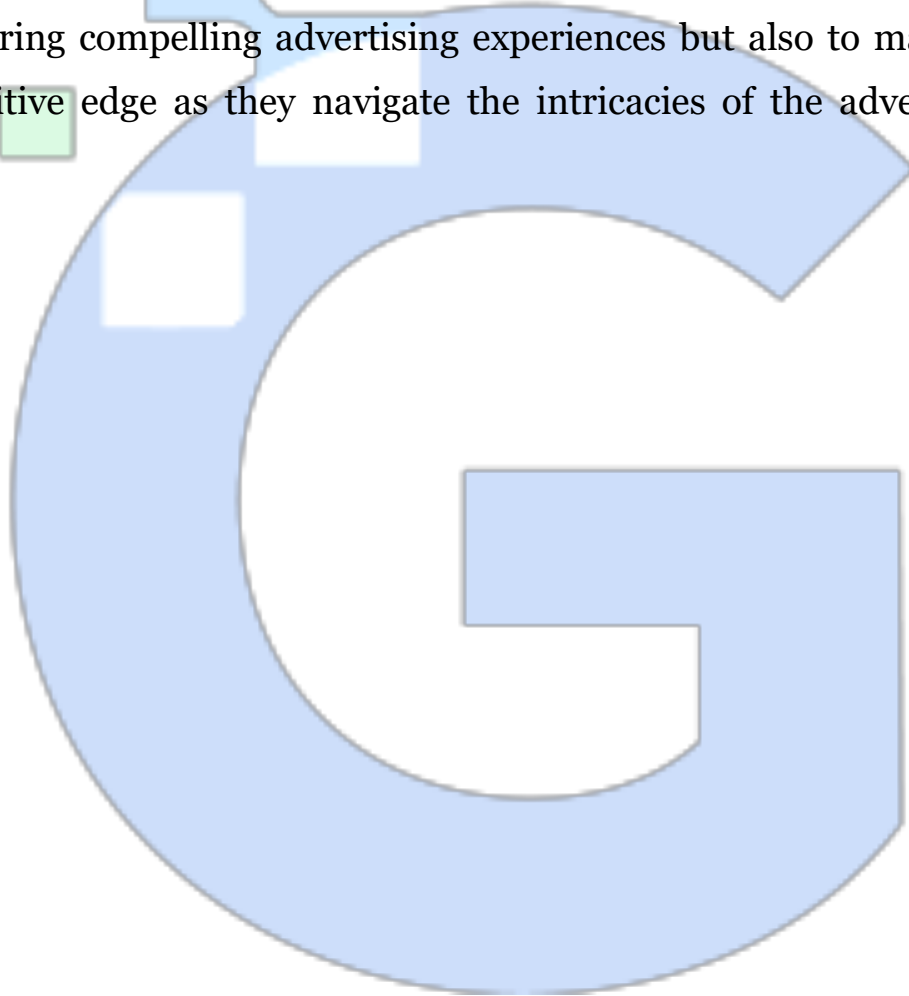 ring compelling advertising experiences but also to ma
itive edge as they navigate the intricacies of the adve
G